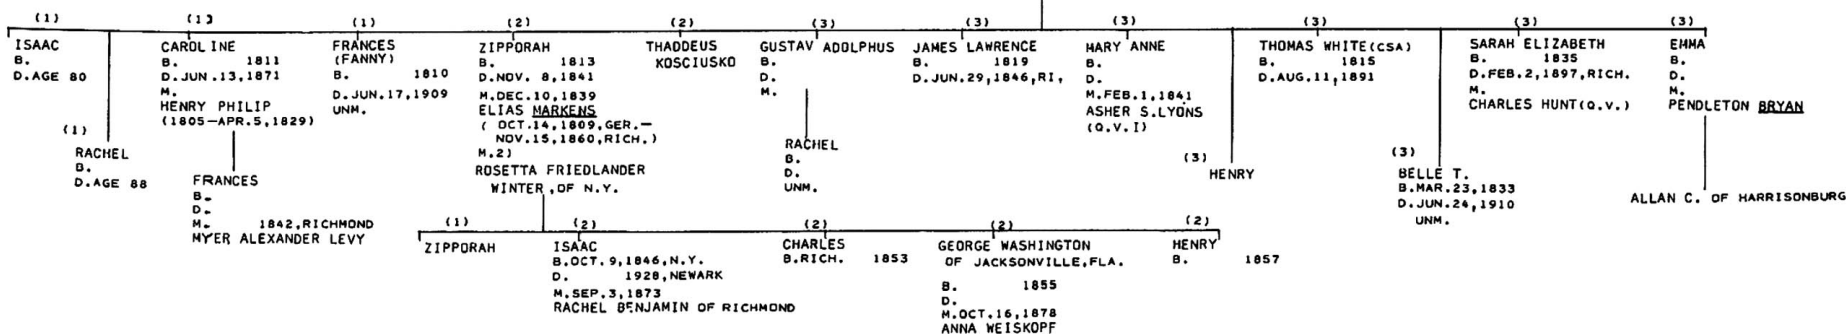 (1)
ISAAC
B.
D.AGE 80
(1)
RACHEL
B.
D.AGE 88
(1)
CAROLINE
B. 1811
D.JUN.13,1871
M.
HENRY PHILIP
(1805—APR.5,1829)
FRANCES
B.
D.
M. 1842,RICHMOND
MYER ALEXANDER LEVY
(1)
FRANCES
(FANNY)
B. 1810
D.JUN.17,1909
UNM.
(2)
ZIPPORAH
B. 1813
D.NOV. 8,1841
M.DEC.10,1839
ELIAS MARKENS
( OCT.14,1809,GER.—
NOV.15,1860,RICH.)
M.2)
ROSETTA FRIEDLANDER
WINTER,OF N.Y.
(1)
ZIPPORAH
(2)
ISAAC
B.OCT.9,1846,N.Y.
D. 1928,NEWARK
M.SEP.3,1873
RACHEL BENJAMIN OF RICHMOND
(2)
CHARLES
B.RICH. 1853
(2)
GEORGE WASHINGTON
OF JACKSONVILLE,FLA.
B. 1855
D.
M.OCT.16,1878
ANNA WEISKOPF
(2)
HENRY
B. 1857
(2)
THADDEUS
KOSCIUSKO
(3)
GUSTAV ADOLPHUS
B.
D.
M.
RACHEL
B.
D.
UNM.
(3)
JAMES LAWRENCE
B. 1819
D.JUN.29,1846,RI,
(3)
MARY ANNE
B.
D.
M.FEB.1,1841
ASHER S.LYONS
(Q.V.I)
(3)
HENRY
(3)
THOMAS WHITE(CSA)
B. 1815
D.AUG.11,1891
(3)
BELLE T.
B.MAR.23,1833
D.JUN.24,1910
UNM.
(3)
SARAH ELIZABETH
B. 1835
D.FEB.2,1897,RICH.
M.
CHARLES HUNT(Q.V.)
(3)
EMMA
B.
D.
M.
PENDLETON BRYAN
ALLAN C. OF HARRISONBURG